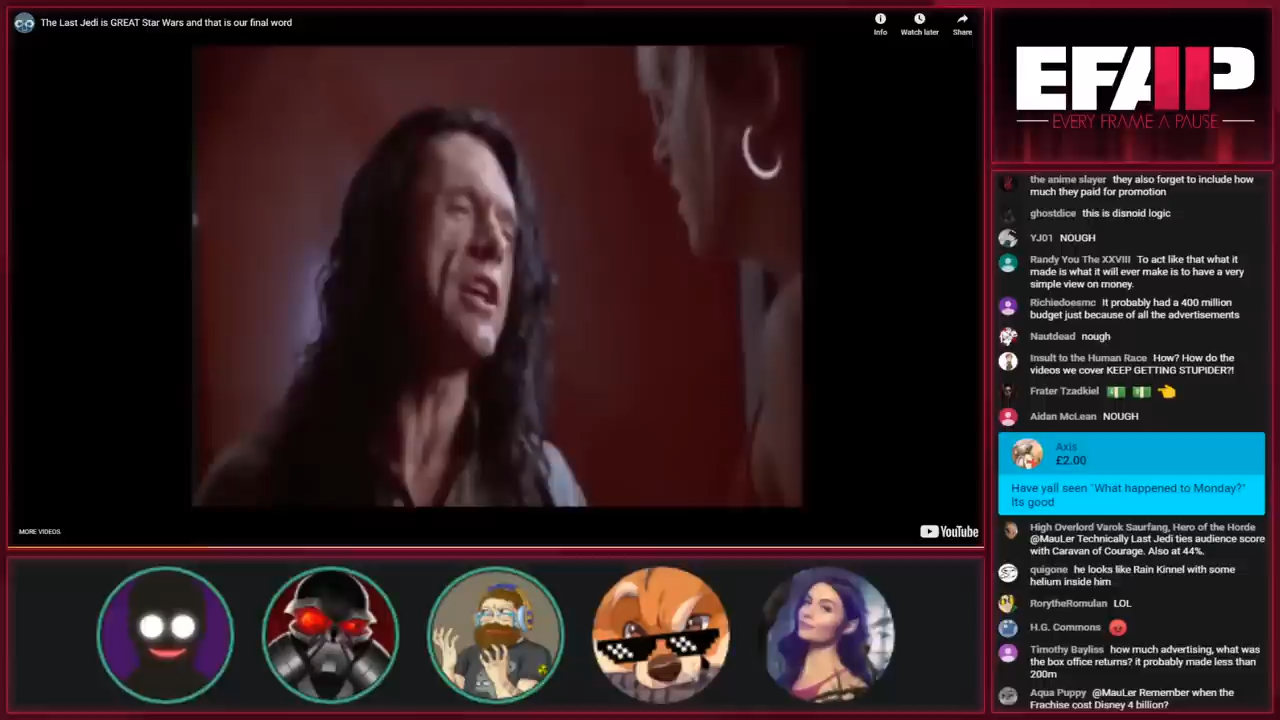 The Last Jedi is GREAT Star Wars and that is our final word
Info
Watch later
Share
MORE VIDEOS
YouTube
EFAP
EVERY FRAME A PAUSE
the anime slayer they also forget to include how
much they paid for promotion
ghostdice this is disnoid logic
YJ01 NOUGH
Randy You The XXVIII To act like that what it
made is what it will ever make is to have a very
simple view on money.
Richiedoesmc It probably had a 400 million
budget just because of all the advertisements
Nautdead nough
Insult to the Human Race How? How do the
videos we cover KEEP GETTING STUPIDER?!
Frater Tzadkiel
Aidan McLean NOUGH
Axis
£2.00
Have yall seen "What happened to Monday?"
Its good
High Overlord Varok Saurfang, Hero of the Horde
@MauLer Technically Last Jedi ties audience score
with Caravan of Courage. Also at 44%.
quigone he looks like Rain Kinnel with some
helium inside him
RorytheRomulan LOL
H.G. Commons
Timothy Bayliss how much advertising, what was
the box office returns? it probably made less than
200m
Aqua Puppy @MauLer Remember when the
Frachise cost Disney 4 billion?